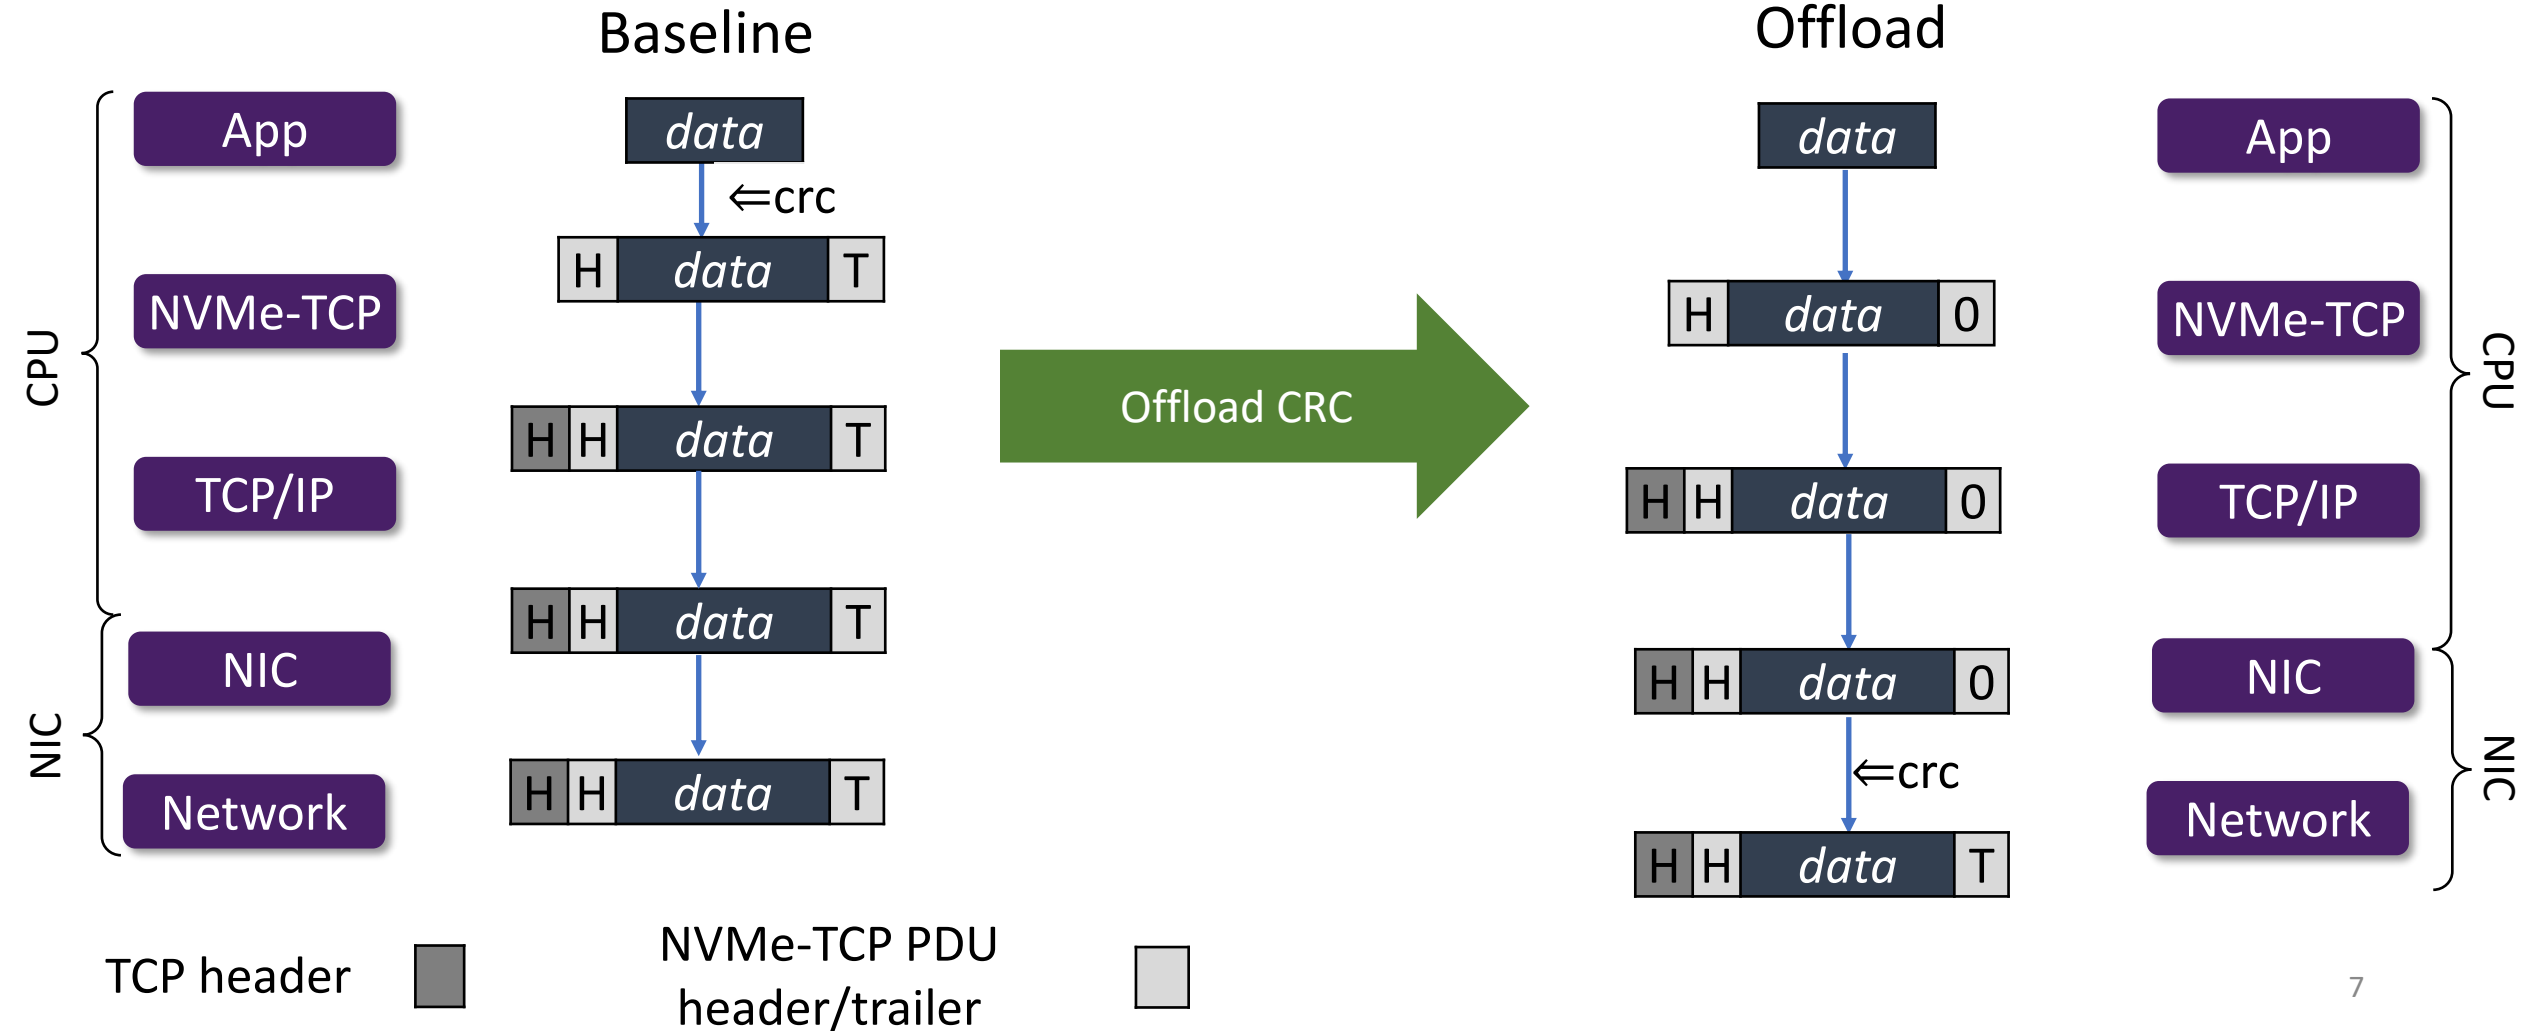 Baseline
Offload
App
data
data
App
⇐crc
H data T
NVMe-TCP
H data 0
NVMe-TCP
CPU
CPU
Offload CRC
H H data T
TCP/IP
H H data 0
TCP/IP
H H data T
NIC
H H data 0
NIC
NIC
NIC
⇐crc
H H data T
Network
Network
H H data T
TCP header
NVMe-TCP PDU
header/trailer
7